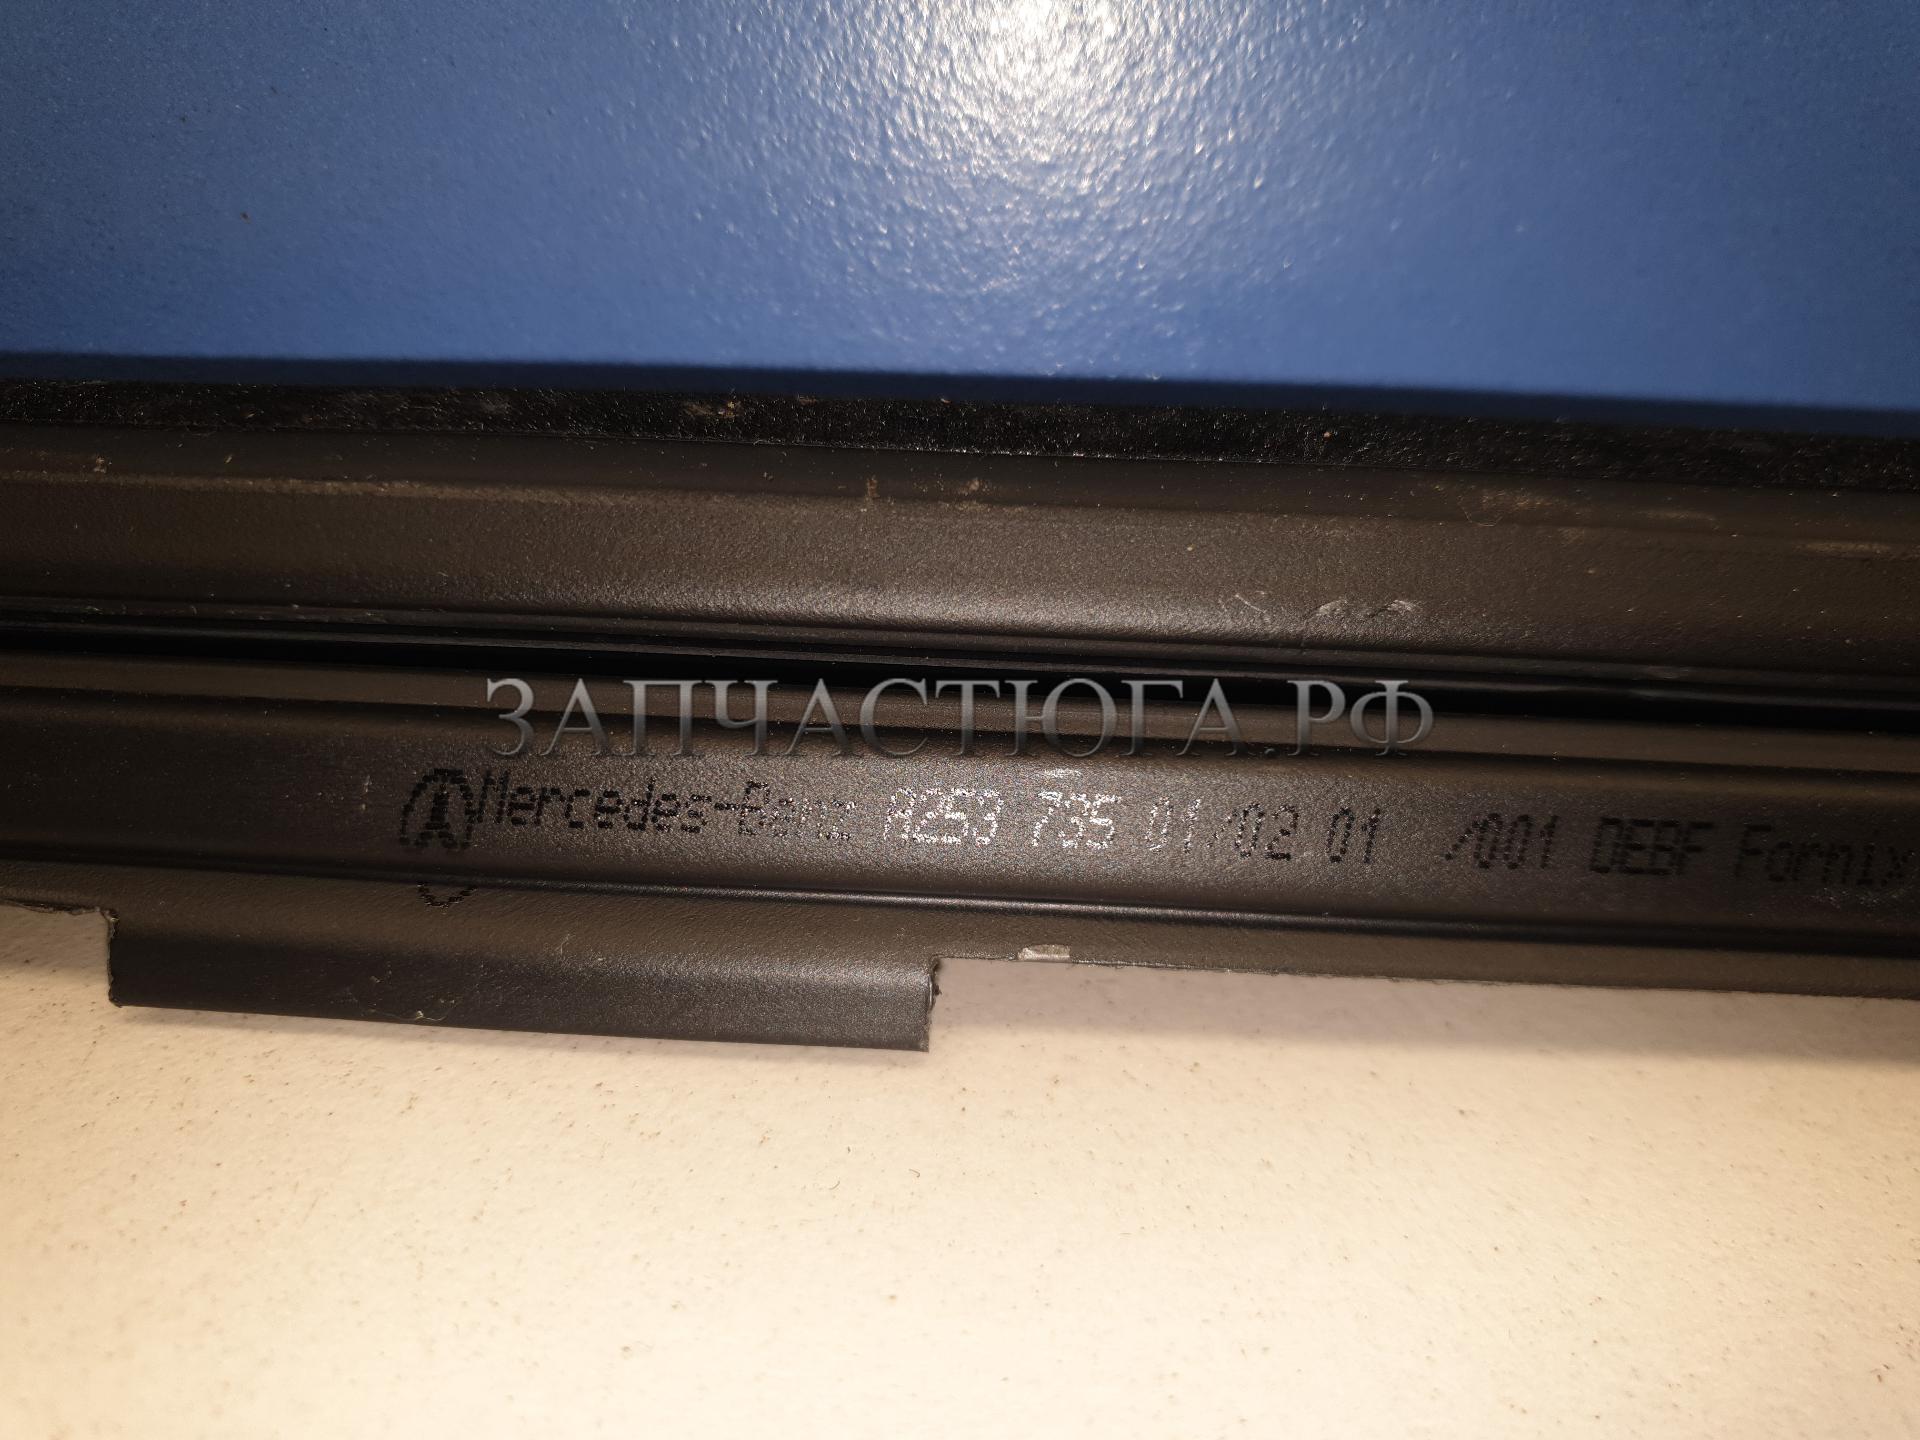 ЗАПЧАСТЮГА.РФ
Mercedes-Benz A253 735 01/02 01 /001 DEBF Fornix